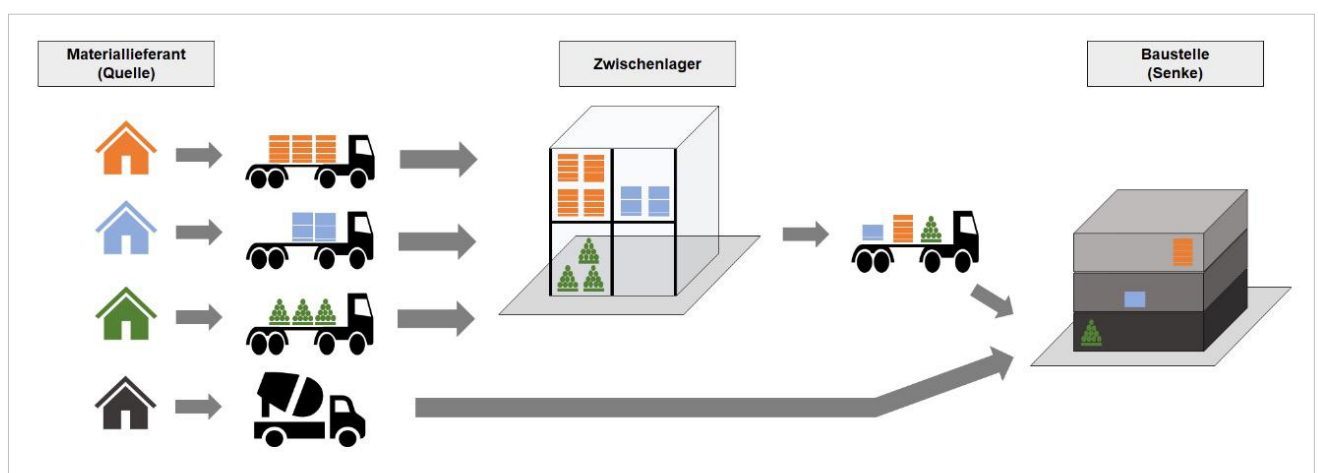 Materiallieferant
(Quelle)
Zwischenlager
Baustelle
(Senke)